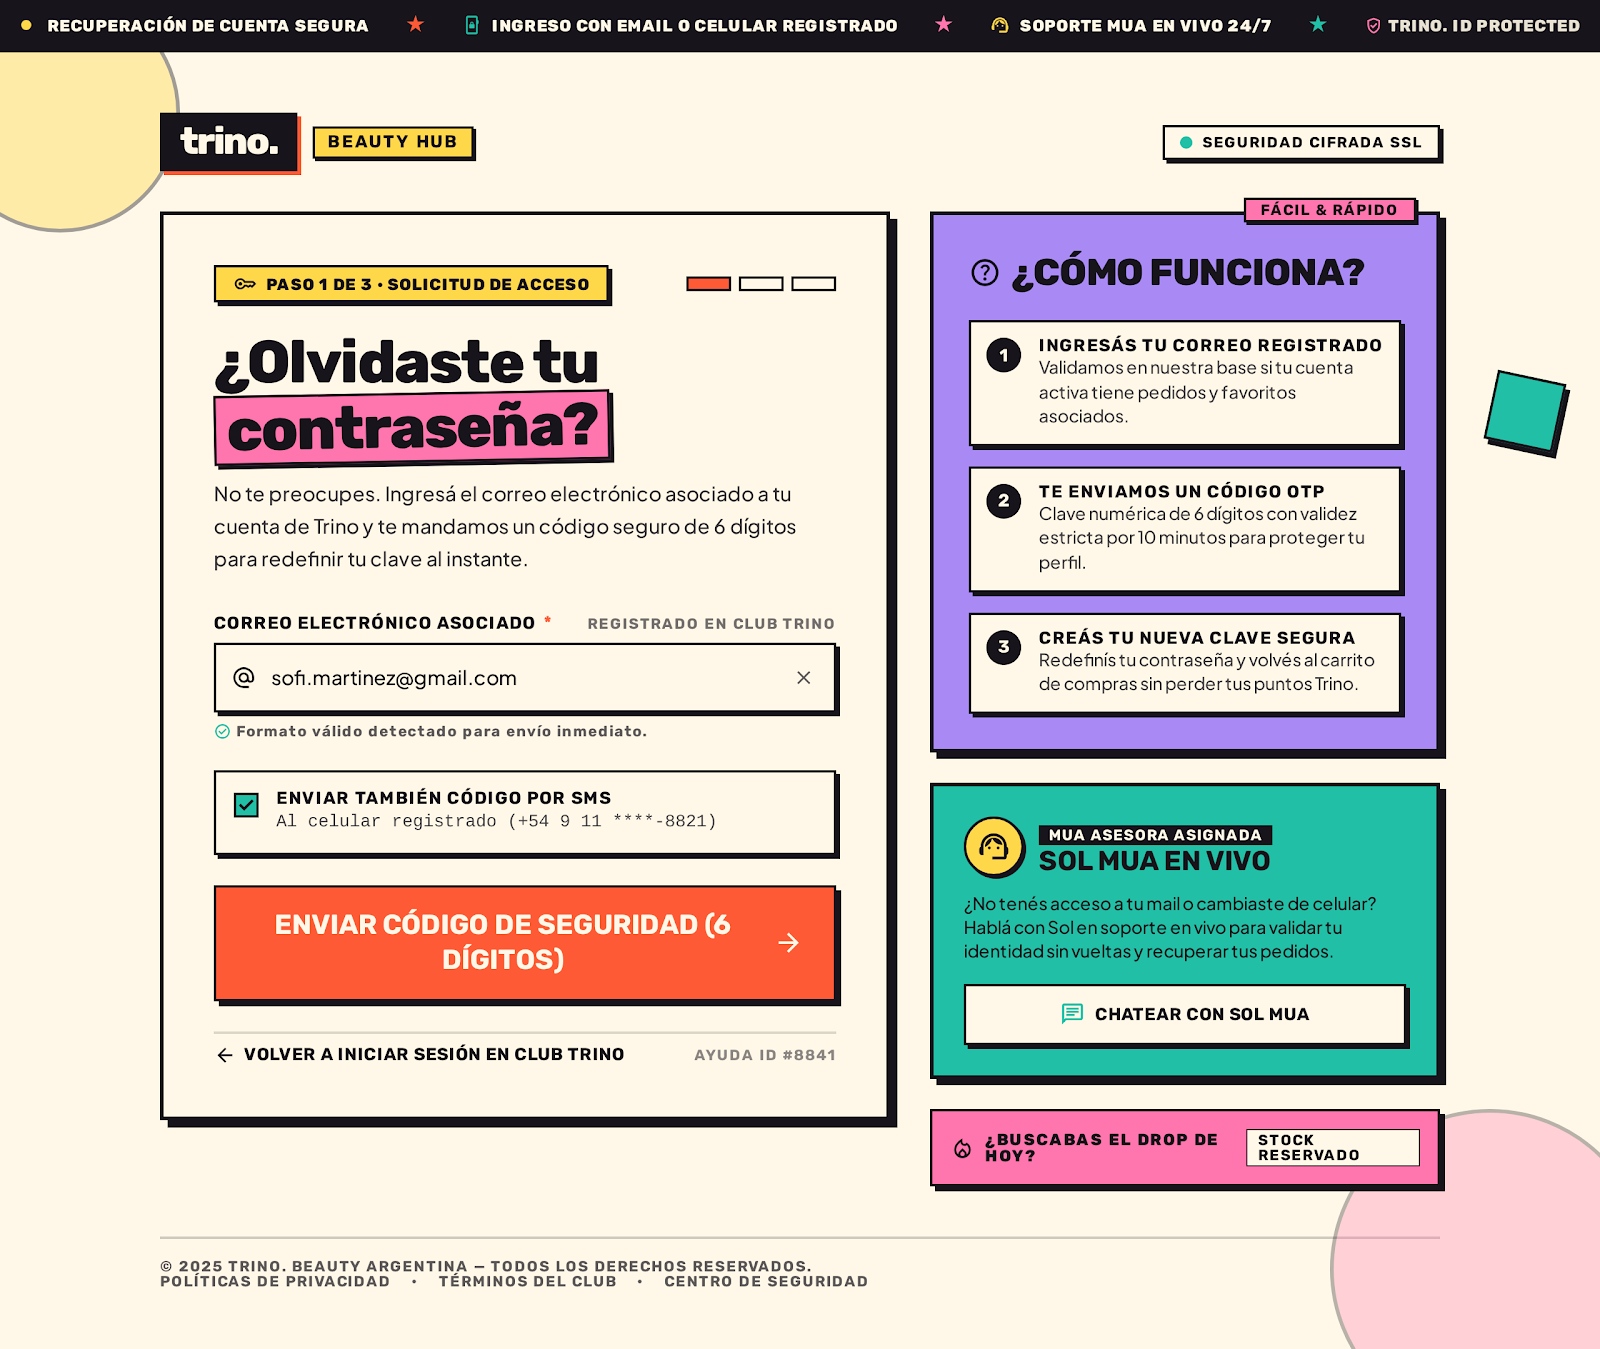 RECUPERACIÓN DE CUENTA SEGURA ★ INGRESO CON EMAIL O CELULAR REGISTRADO ★ SOPORTE MUA EN VIVO 24/7 ★ TRINO. ID PROTECTED
trino.
BEAUTY HUB
SEGURIDAD CIFRADA SSL
PASO 1 DE 3 • SOLICITUD DE ACCESO
¿Olvidaste tu
contraseña?
No te preocupes. Ingresá el correo electrónico asociado a tu
cuenta de Trino y te mandamos un código seguro de 6 dígitos
para redefinir tu clave al instante.
CORREO ELECTRÓNICO ASOCIADO *
REGISTRADO EN CLUB TRINO
sofi.martinez@gmail.com
Formato válido detectado para envío inmediato.
ENVIAR TAMBIÉN CÓDIGO POR SMS
Al celular registrado (+54 9 11 ****-8821)
ENVIAR CÓDIGO DE SEGURIDAD (6
DÍGITOS)
VOLVER A INICIAR SESIÓN EN CLUB TRINO
AYUDA ID #8841
FÁCIL & RÁPIDO
¿CÓMO FUNCIONA?
1
INGRESÁS TU CORREO REGISTRADO
Validamos en nuestra base si tu cuenta
activa tiene pedidos y favoritos
asociados.
2
TE ENVIAMOS UN CÓDIGO OTP
Clave numérica de 6 dígitos con validez
estricta por 10 minutos para proteger tu
perfil.
3
CREÁS TU NUEVA CLAVE SEGURA
Redefinís tu contraseña y volvés al carrito
de compras sin perder tus puntos Trino.
MUA ASESORA ASIGNADA
SOL MUA EN VIVO
¿No tenés acceso a tu mail o cambiaste de celular?
Hablá con Sol en soporte en vivo para validar tu
identidad sin vueltas y recuperar tus pedidos.
CHATEAR CON SOL MUA
¿BUSCABAS EL DROP DE
HOY?
STOCK
RESERVADO
© 2025 TRINO. BEAUTY ARGENTINA — TODOS LOS DERECHOS RESERVADOS.
POLÍTICAS DE PRIVACIDAD • TÉRMINOS DEL CLUB • CENTRO DE SEGURIDAD